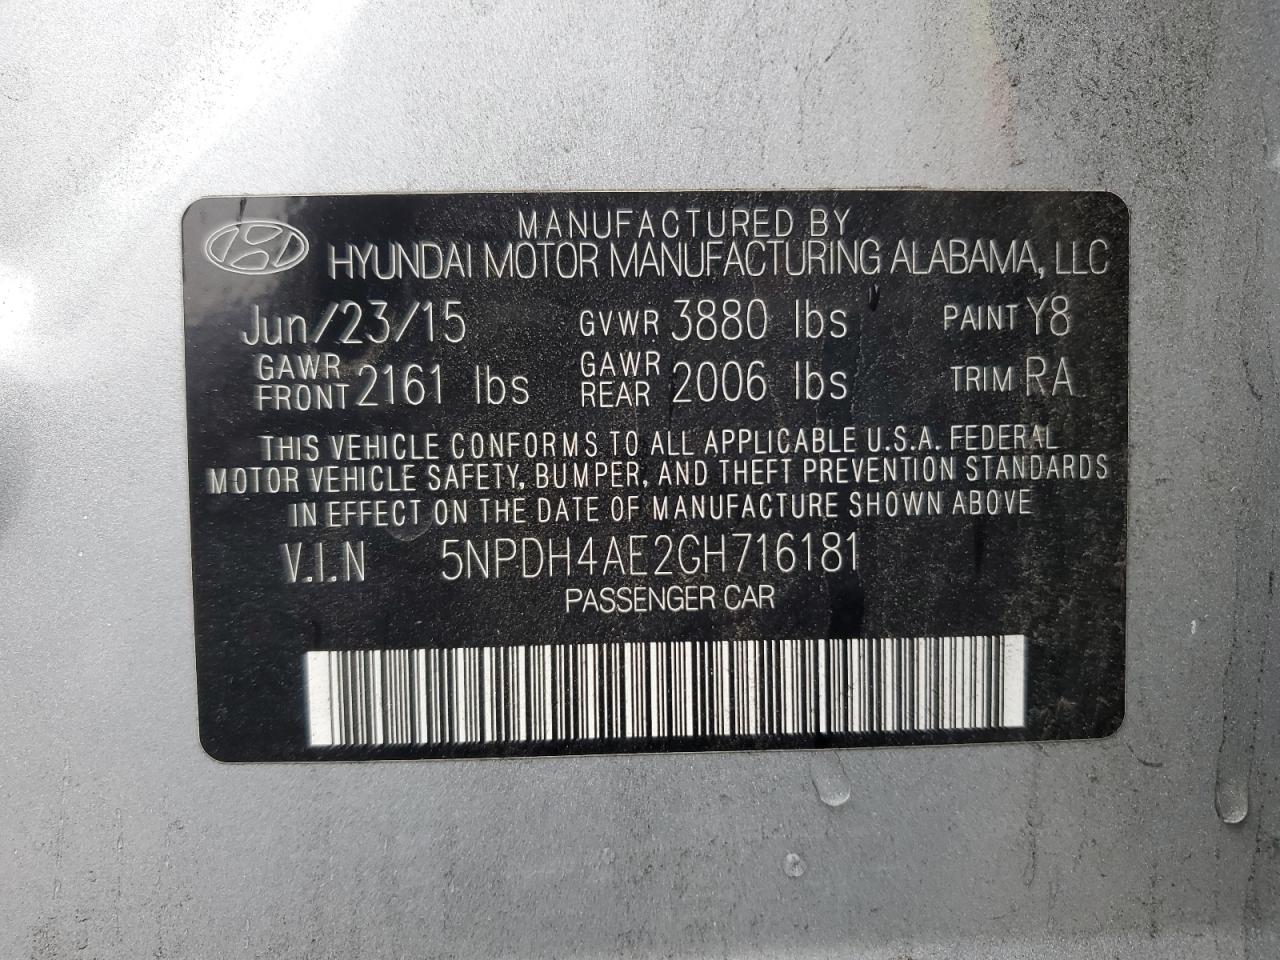 MANUFACTURED BY
HYUNDAI MOTOR MANUFACTURING ALABAMA, LLC
Jun/23/15 GVWR 3880 lbs PAINT Y8
GAWR FRONT 2161 lbs GAWR REAR 2006 lbs TRIM RA
THIS VEHICLE CONFORMS TO ALL APPLICABLE U.S.A. FEDERAL
MOTOR VEHICLE SAFETY, BUMPER, AND THEFT PREVENTION STANDARDS
IN EFFECT ON THE DATE OF MANUFACTURE SHOWN ABOVE
V.I.N 5NPDH4AE2GH716181
PASSENGER CAR